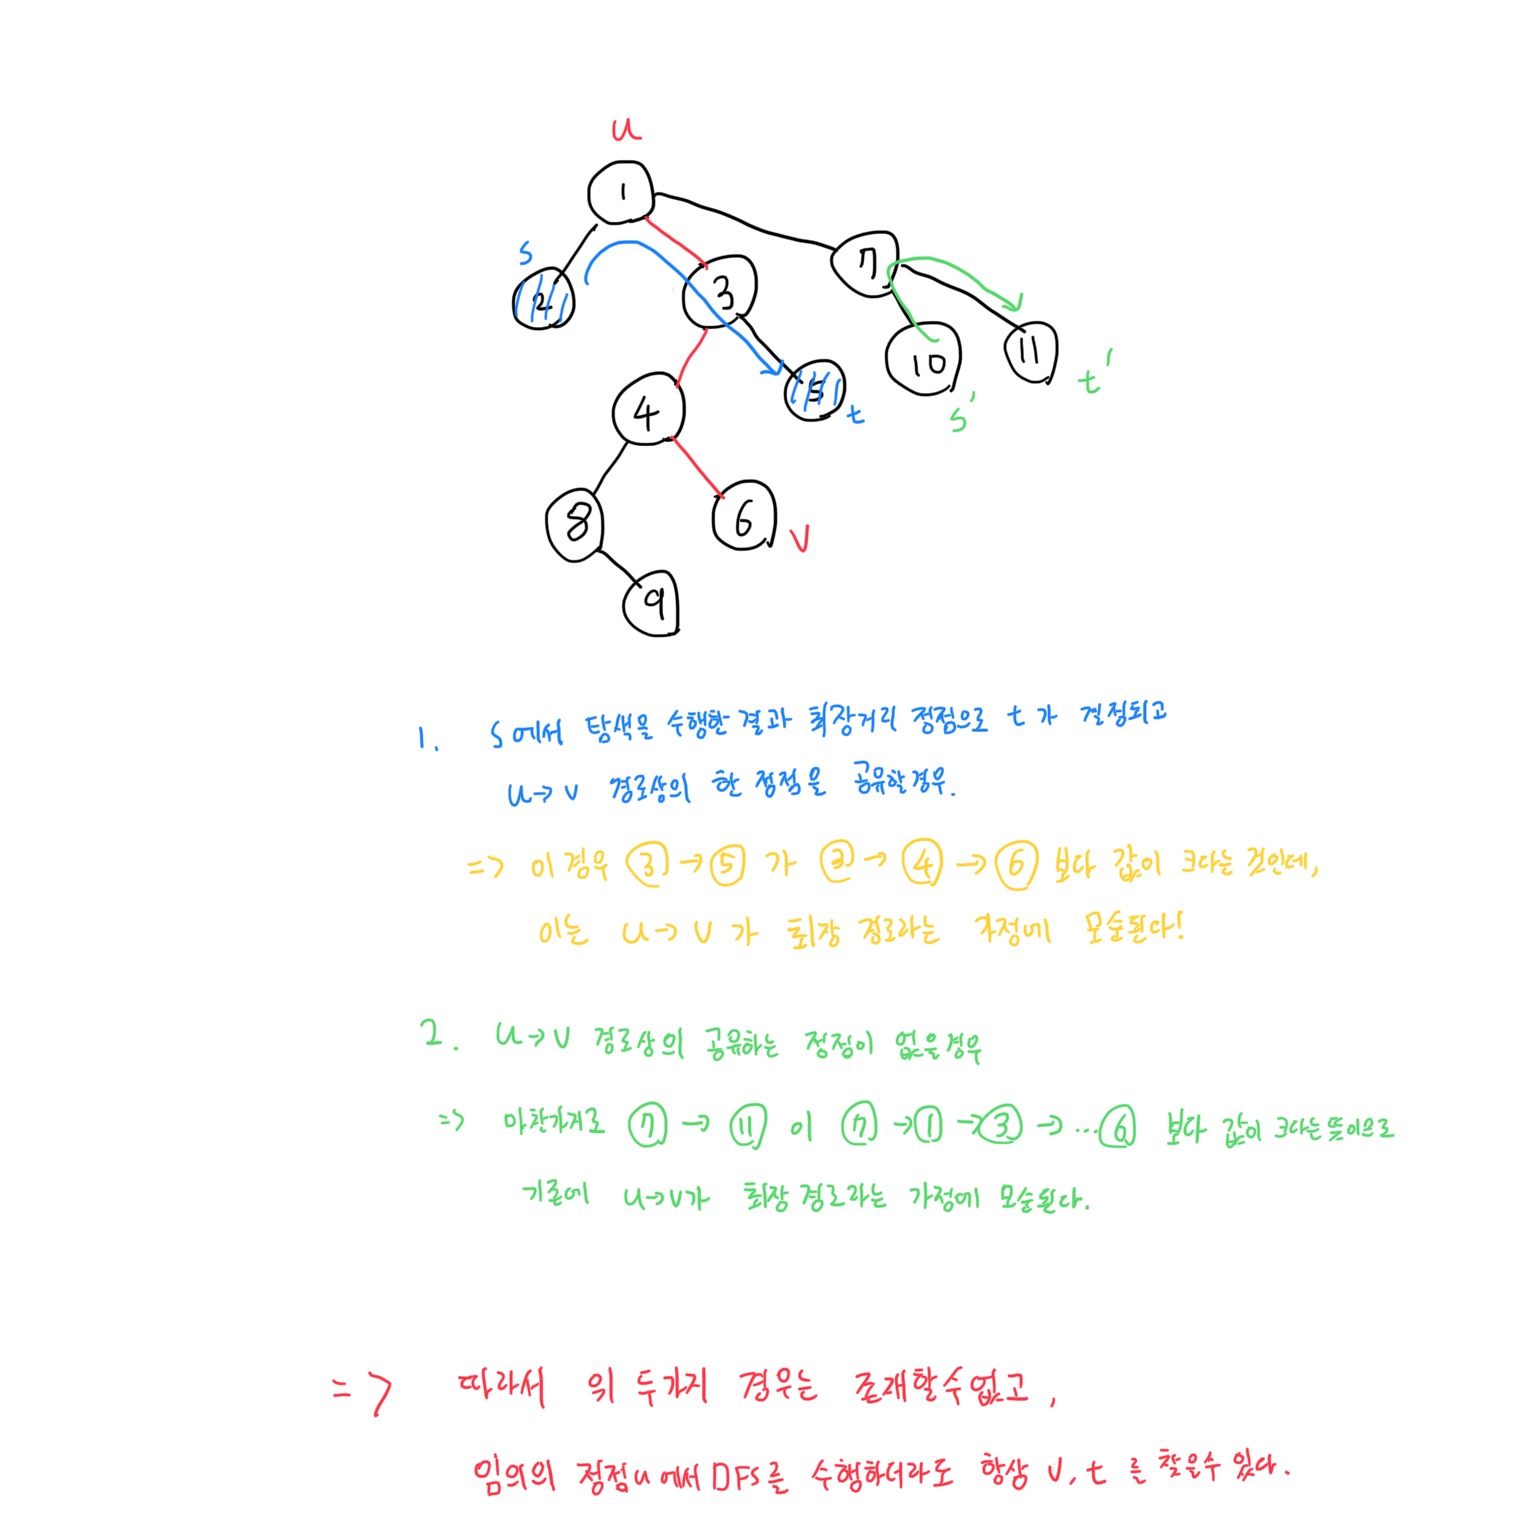 u
1
s
2
3
7
5
t
10
11
s'
t'
4
8
6
v
9
1. s에서 탐색을 수행한 결과 최장거리 정점으로 t가 결정되고
u→v 경로상의 한 정점을 공유할 경우.
=> 이 경우 ③→⑤ 가 ③→④→⑥ 보다 값이 크다는 것인데,
이는 u→v 가 최장 경로라는 가정에 모순된다!
2. u→v 경로상의 공유하는 정점이 없을 경우
=> 마찬가지로 ⑦→⑪ 이 ⑦→①→③→...⑥ 보다 값이 크다는 뜻이므로
기존에 u→v가 최장 경로라는 가정에 모순된다.
=> 따라서 위 두가지 경우는 존재할 수 없고,
임의의 정점 u에서 DFS를 수행하더라도 항상 v, t 를 찾을 수 있다.